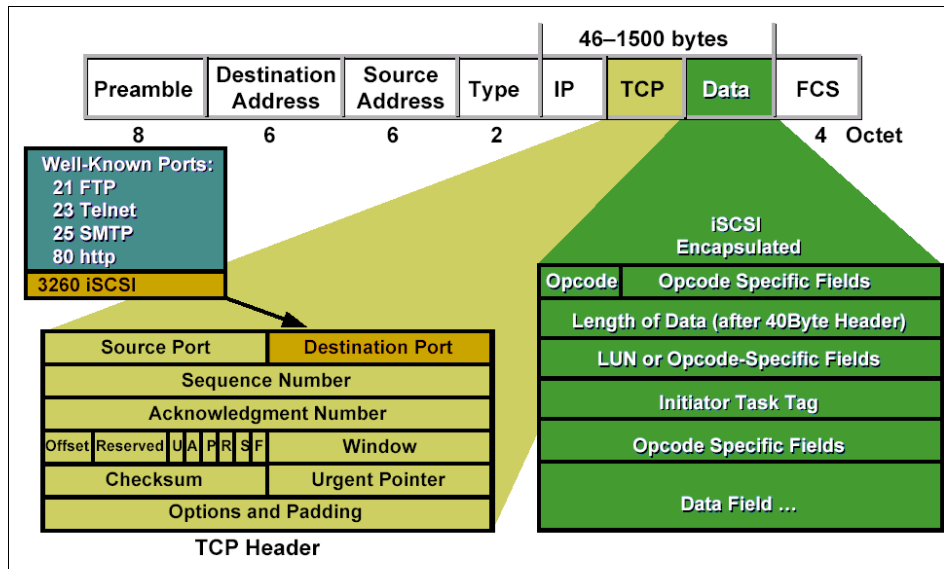 46–1500 bytes
Preamble
Destination
Address
Source
Address
Type
IP
TCP
Data
FCS
8
6
6
2
4 Octet
Well-Known Ports:
21 FTP
23 Telnet
25 SMTP
80 http
3260 iSCSI
Source Port
Destination Port
Sequence Number
Acknowledgment Number
Offset Reserved U A P R S F
Window
Checksum
Urgent Pointer
Options and Padding
TCP Header
iSCSI
Encapsulated
Opcode
Opcode Specific Fields
Length of Data (after 40Byte Header)
LUN or Opcode-Specific Fields
Initiator Task Tag
Opcode Specific Fields
Data Field ...